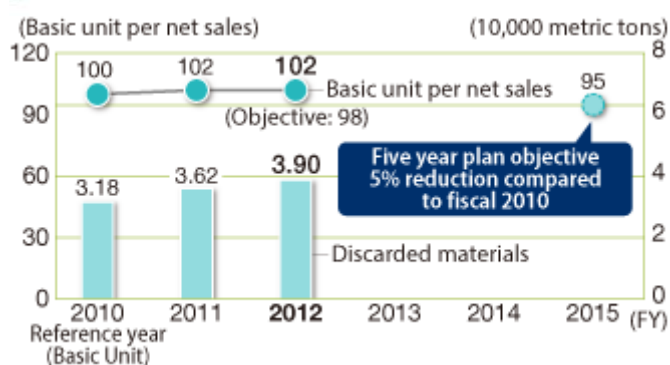 (Basic unit per net sales)
(10,000 metric tons)
120
8
100
102
102
Basic unit per net sales
95
90
6
(Objective: 98)
Five year plan objective
5% reduction compared
to fiscal 2010
60
4
3.18
3.62
3.90
30
2
Discarded materials
0
0
2010
2011
2012
2013
2014
2015
(FY)
Reference year
(Basic Unit)